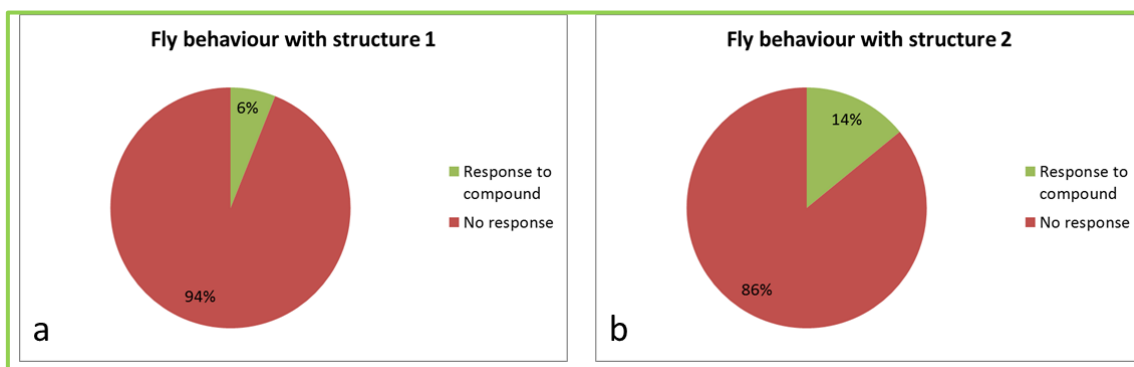 Fly behaviour with structure 1
6%
Response to
compound
No response
94%
a
Fly behaviour with structure 2
14%
Response to
compound
No response
86%
b